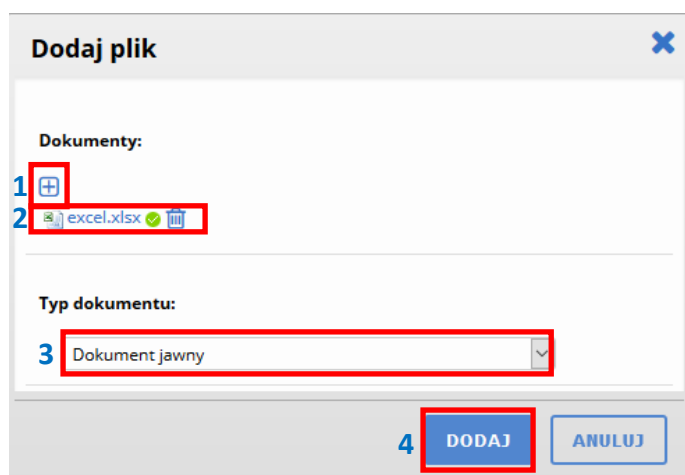 Dodaj plik
Dokumenty:
1
2 excel.xlsx
Typ dokumentu:
3 Dokument jawny
4 DODAJ ANULUJ